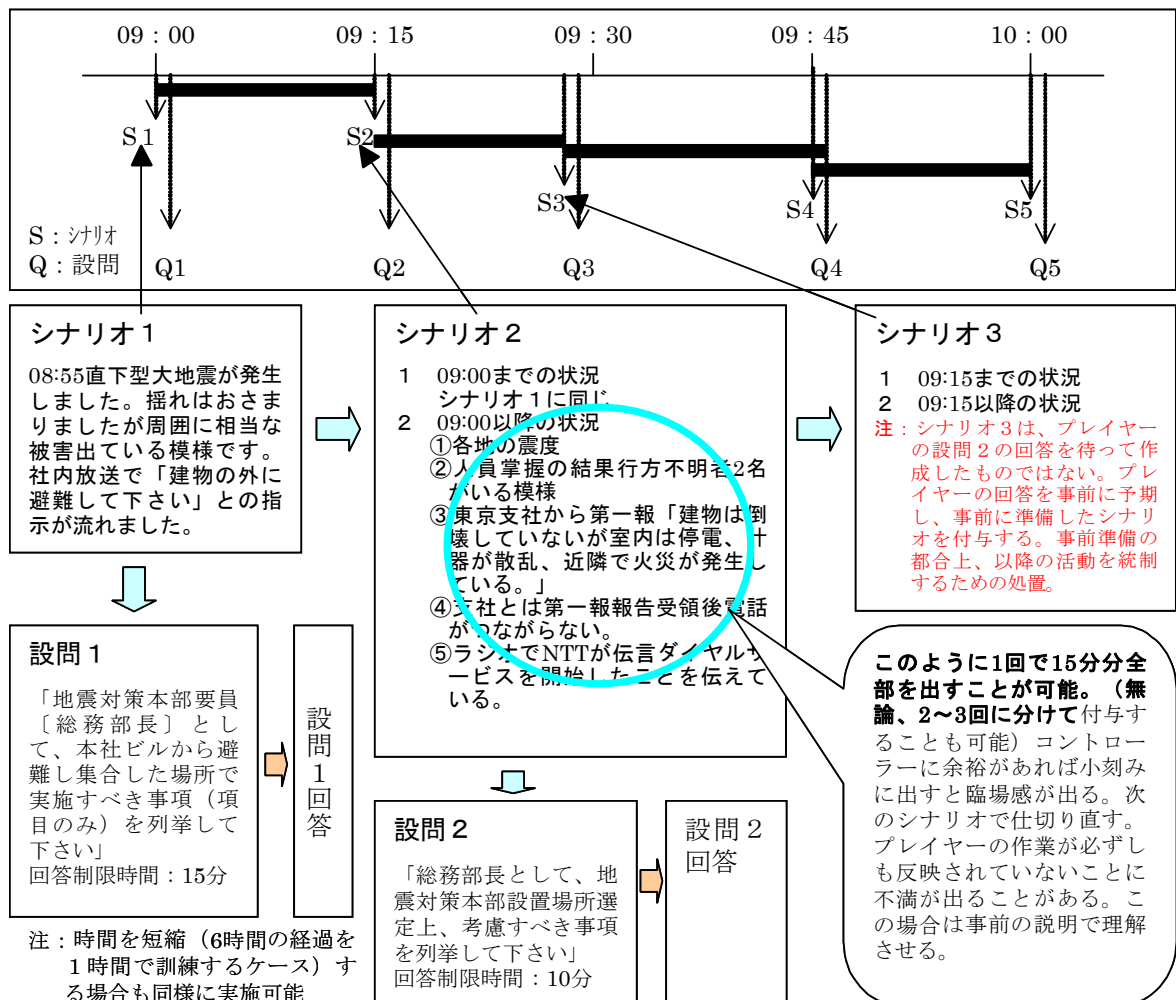 09：00
09：15
09：30
09：45
10：00
S 1
S2
S3
S4
S5
S：ｼﾅﾘｵ
Q：設問
Q1
Q2
Q3
Q4
Q5
シナリオ１
08:55直下型大地震が発生
しました。揺れはおさま
りましたが周囲に相当な
被害出ている模様です。
社内放送で「建物の外に
避難して下さい」との指
示が流れました。
シナリオ２
1　09:00までの状況
シナリオ１に同じ
2　09:00以降の状況
①各地の震度
②人員掌握の結果行方不明者2名
がいる模様
③東京支社から第一報「建物は倒
壊していないが室内は停電、什
器が散乱、近隣で火災が発生し
ている。」
④支社とは第一報報告受領後電話
がつながらない。
⑤ラジオでNTTが伝言ダイヤルサ
ービスを開始したことを伝えて
いる。
シナリオ３
1　09:15までの状況
2　09:15以降の状況
注：シナリオ３は、プレイヤー
の設問２の回答を待って作
成したものではない。プレ
イヤーの回答を事前に予期
し、事前に準備したシナリ
オを付与する。事前準備の
都合上、以降の活動を統制
するための処置。
設問１
「地震対策本部要員
〔総務部長〕とし
て、本社ビルから避
難し集合した場所で
実施すべき事項（項
目のみ）を列挙して
下さい」
回答制限時間：15分
設問１回答
注：時間を短縮（6時間の経過を
１時間で訓練するケース）す
る場合も同様に実施可能
設問２
「総務部長として、地
震対策本部設置場所選
定上、考慮すべき事項
を列挙して下さい」
回答制限時間：10分
設問２
回答
このように1回で15分分全
部を出すことが可能。（無
論、2～3回に分けて付与す
ることも可能）コントロー
ラーに余裕があれば小刻み
に出すと臨場感が出る。次
のシナリオで仕切り直す。
プレイヤーの作業が必ずし
も反映されていないことに
不満が出ることがある。こ
の場合は事前の説明で理解
させる。